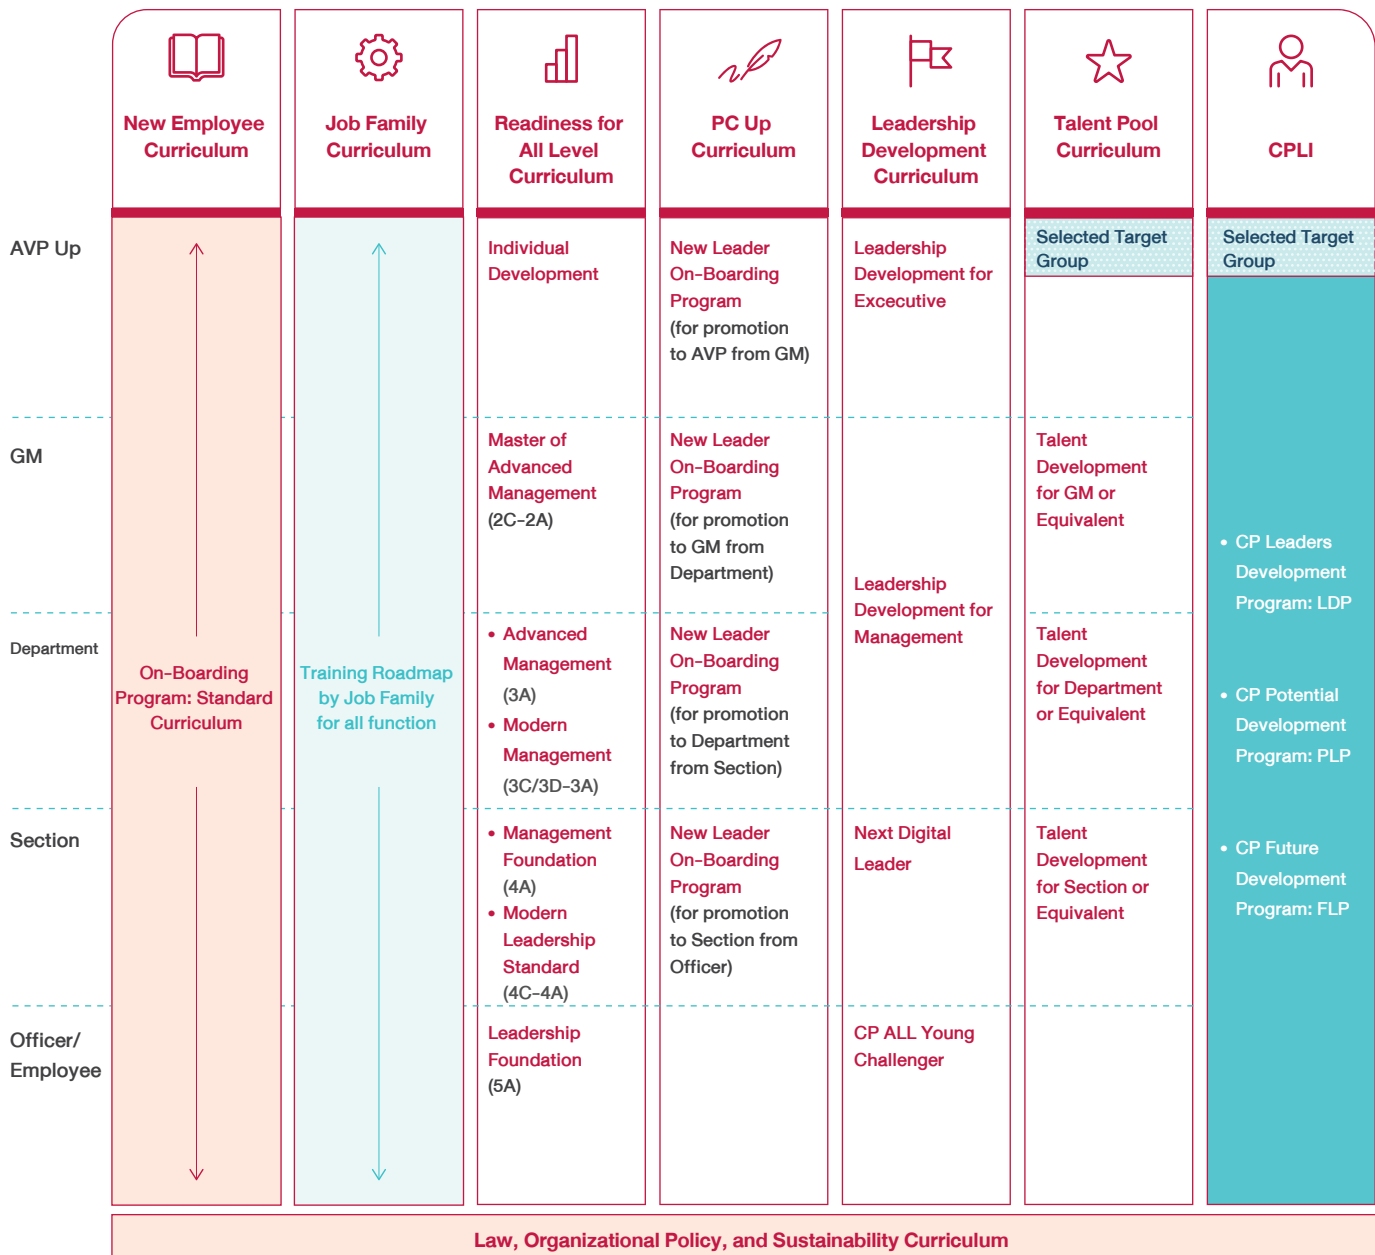 New Employee
Curriculum
Job Family
Curriculum
Readiness for
All Level
Curriculum
PC Up
Curriculum
Leadership
Development
Curriculum
Talent Pool
Curriculum
CPLI
AVP Up
Individual
Development
New Leader
On-Boarding
Program
(for promotion
to AVP from GM)
Leadership
Development for
Excecutive
Selected Target
Group
Selected Target
Group
GM
Master of
Advanced
Management
(2C-2A)
New Leader
On-Boarding
Program
(for promotion
to GM from
Department)
Leadership
Development for
Management
Talent
Development
for GM or
Equivalent
• CP Leaders
Development
Program: LDP
Department
On-Boarding
Program: Standard
Curriculum
Training Roadmap
by Job Family
for all function
• Advanced
Management
(3A)
• Modern
Management
(3C/3D-3A)
New Leader
On-Boarding
Program
(for promotion
to Department
from Section)
Talent
Development
for Department
or Equivalent
• CP Potential
Development
Program: PLP
Section
• Management
Foundation
(4A)
• Modern
Leadership
Standard
(4C-4A)
New Leader
On-Boarding
Program
(for promotion
to Section from
Officer)
Next Digital
Leader
Talent
Development
for Section or
Equivalent
• CP Future
Development
Program: FLP
Officer/
Employee
Leadership
Foundation
(5A)
CP ALL Young
Challenger
Law, Organizational Policy, and Sustainability Curriculum